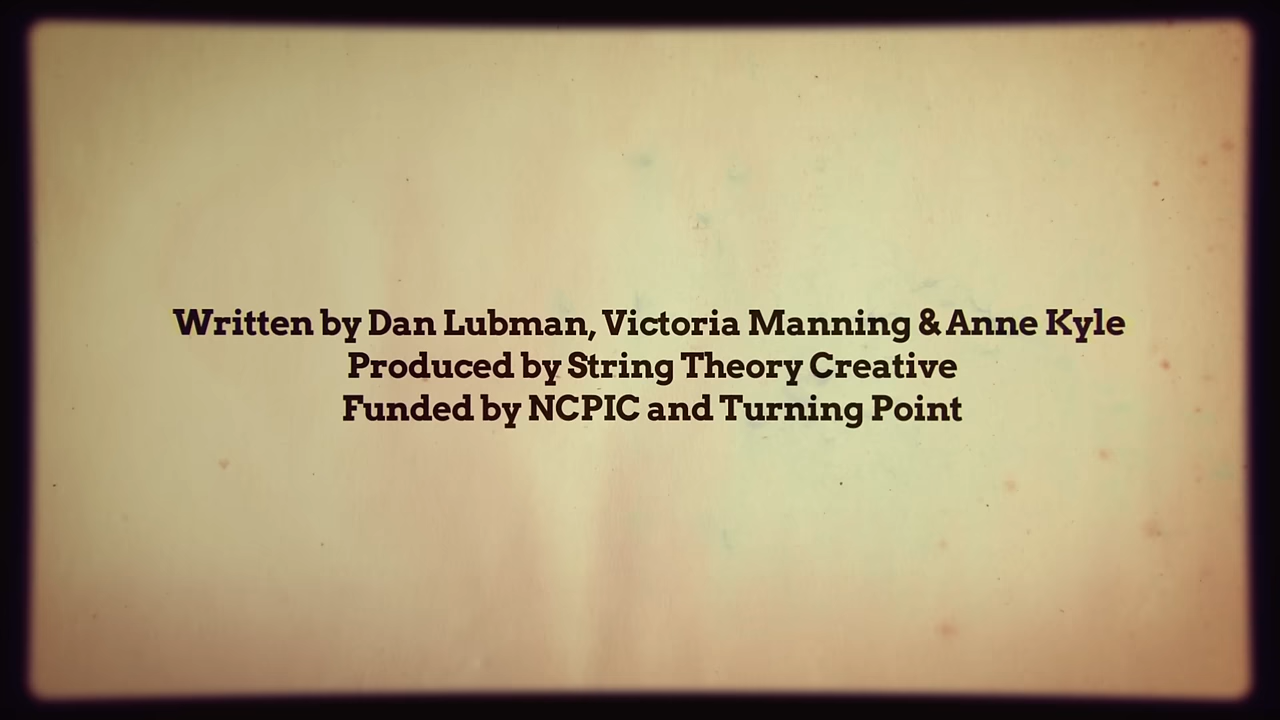 Written by Dan Lubman, Victoria Manning & Anne Kyle
Produced by String Theory Creative
Funded by NCPIC and Turning Point